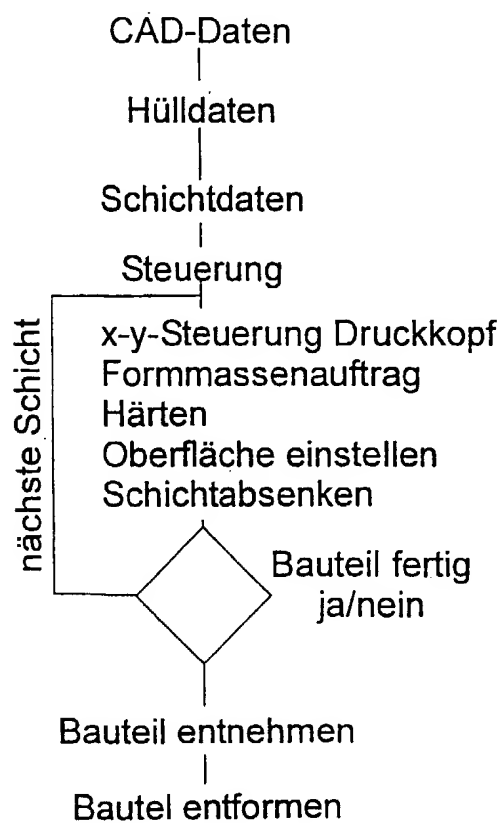 CAD-Daten
Hülldaten
Schichtdaten
Steuerung
nächste Schicht
x-y-Steuerung Druckkopf
Formmassenauftrag
Härten
Oberfläche einstellen
Schichtabsenken
Bauteil fertig
ja/nein
Bauteil entnehmen
Bautel entformen